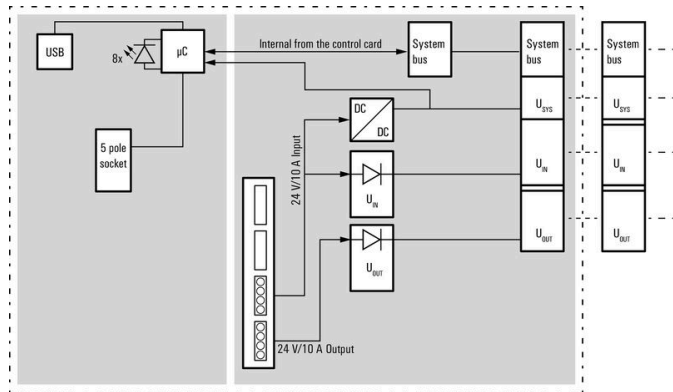 USB
8x
µC
Internal from the control card
System
bus
System
bus
System
bus
5 pole
socket
DC
DC
U_SYS
U_SYS
24 V/10 A Input
U_IN
U_IN
U_IN
U_OUT
U_OUT
U_OUT
24 V/10 A Output